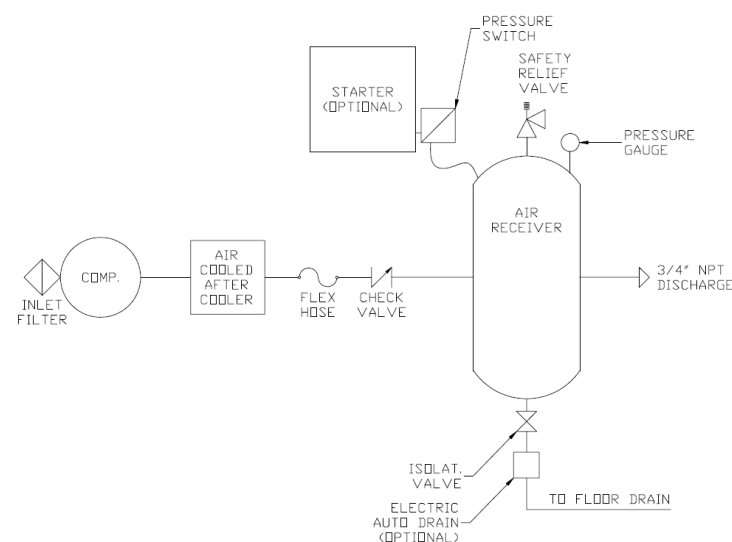 PRESSURE
SWITCH
SAFETY
RELIEF
VALVE
STARTER
(OPTIONAL)
PRESSURE
GAUGE
AIR
RECEIVER
AIR
COOLED
AFTER
COOLER
COMP.
3/4" NPT
DISCHARGE
INLET
FILTER
FLEX
HOSE
CHECK
VALVE
ISOLAT.
VALVE
ELECTRIC
AUTO DRAIN
(OPTIONAL)
TO FLOOR DRAIN